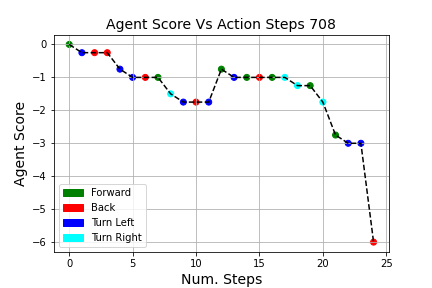 Agent Score Vs Action Steps 708
Agent Score
0
−1
−2
−3
−4
−5
−6
Forward
Back
Turn Left
Turn Right
0 5 10 15 20 25
Num. Steps